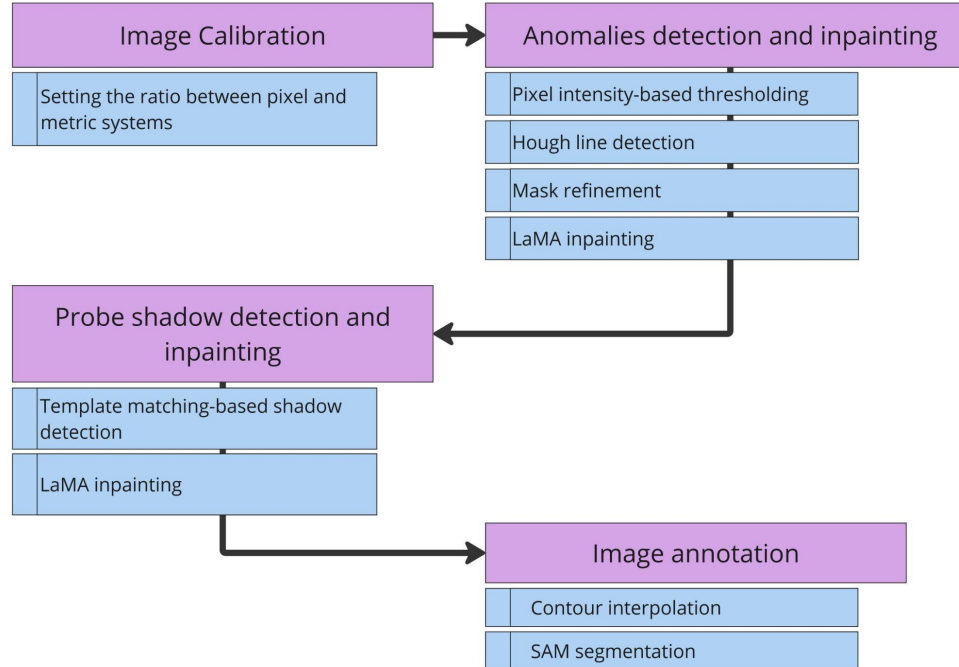 Image Calibration
Setting the ratio between pixel and
metric systems
Anomalies detection and inpainting
Pixel intensity-based thresholding
Hough line detection
Mask refinement
LaMA inpainting
Probe shadow detection and
inpainting
Template matching-based shadow
detection
LaMA inpainting
Image annotation
Contour interpolation
SAM segmentation